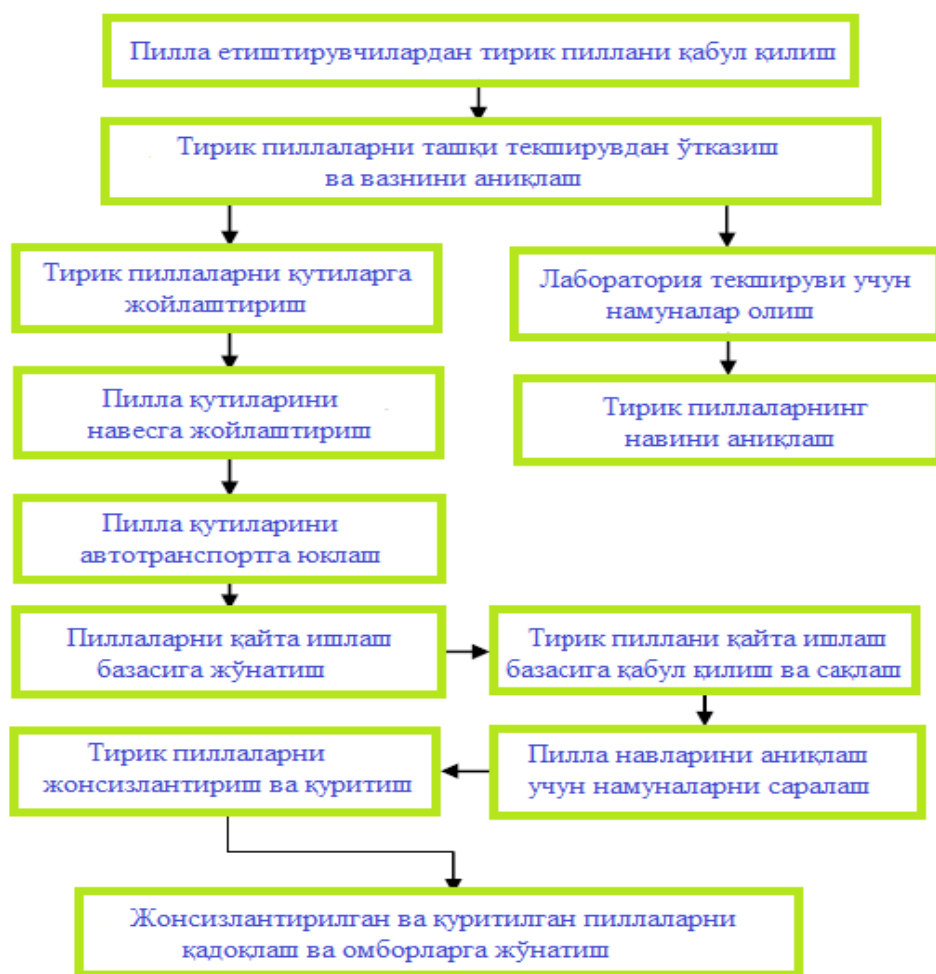 Пилла етиштирувчилардан тирик пиллани қабул қилиш
Тирик пиллаларни ташқи текширувдан ўтказиш
ва вазнини аниқлаш
Тирик пиллаларни қутиларга
жойлаштириш
Лаборатория текшируви учун
намуналар олиш
Пилла қутиларини
навесга жойлаштириш
Тирик пиллаларнинг
навини аниқлаш
Пилла қутиларини
автотранспортга юклаш
Пиллаларни қайта ишлаш
базасига жўнатиш
Тирик пиллани қайта ишлаш
базасига қабул қилиш ва сақлаш
Пилла навларини аниқлаш
учун намуналарни саралаш
Тирик пиллаларни
жонсизлантириш ва қуритиш
Жонсизлантирилган ва қуритилган пиллаларни
қадоқлаш ва омборларга жўнатиш